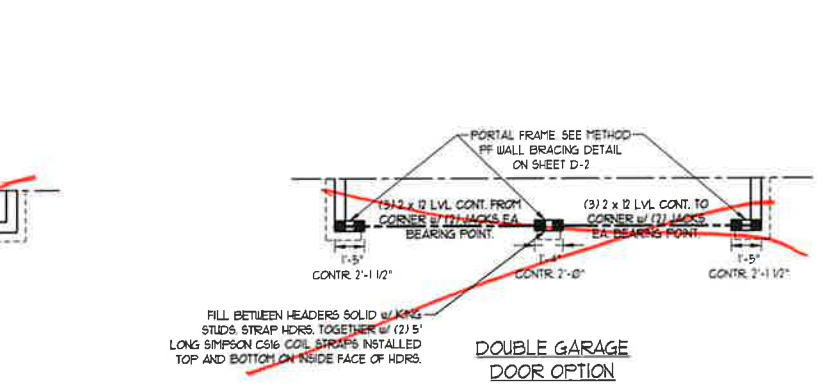 PORTAL FRAME SEE METHOD
PF WALL BRACING DETAIL
ON SHEET D-2
(3) 2 x 12 LVL CONT. FROM
CORNER w/ (2) JACKS EA.
BEARING POINT.
(3) 2 x 12 LVL CONT. TO
CORNER w/ (2) JACKS
EA. BEARING POINT.
1'-5"
CONTR. 2'-1 1/2"
1'-4"
CONTR. 2'-0"
1'-5"
CONTR. 2'-1 1/2"
FILL BETWEEN HEADERS SOLID w/ KING
STUDS. STRAP HDRS. TOGETHER w/ (2) 5'
LONG SIMPSON CS16 COIL STRAPS INSTALLED
TOP AND BOTTOM ON INSIDE FACE OF HDRS.
DOUBLE GARAGE
DOOR OPTION